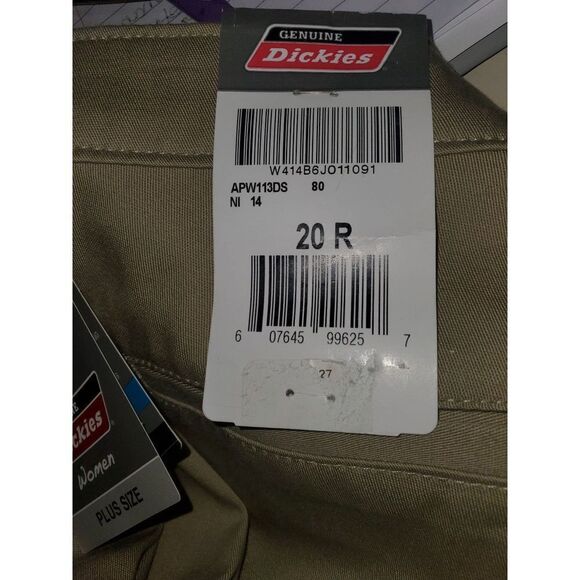 GENUINE
Dickies
W414B6JO11091
APW113DS 80
NI 14
20 R
6 07645 99625 7
27
Dickies
Women
PLUS SIZE